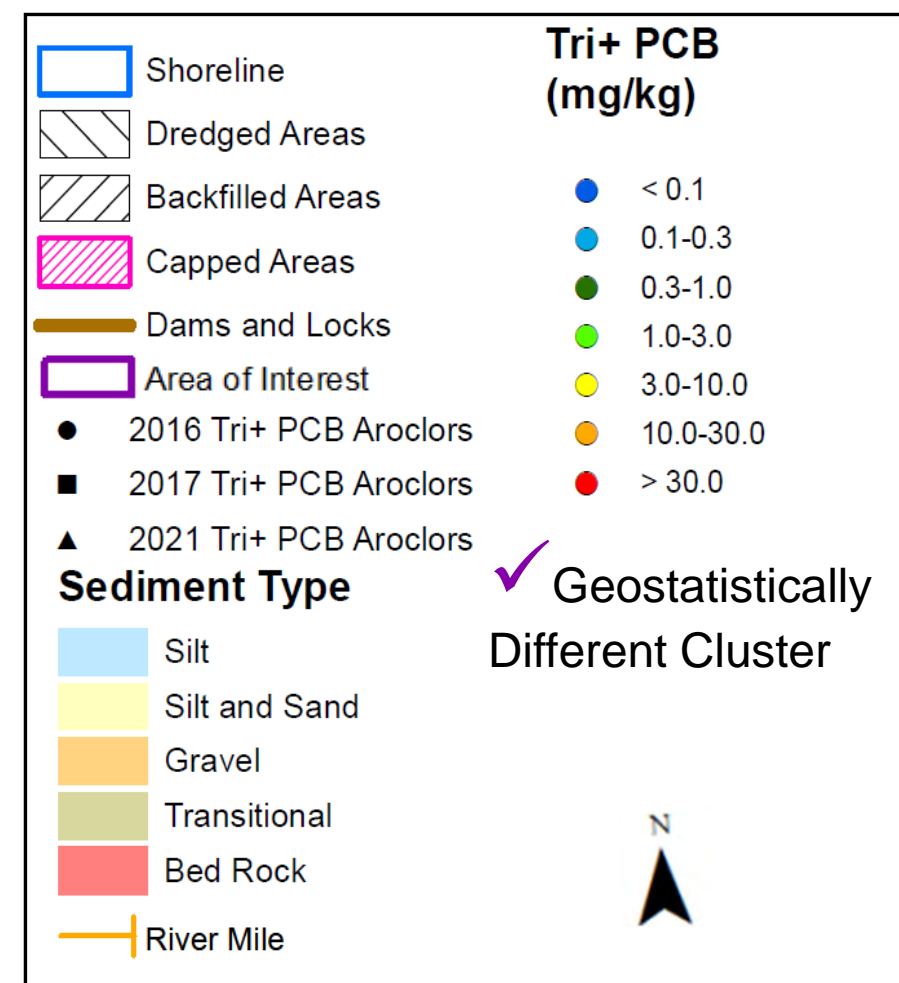 Shoreline
Dredged Areas
Backfilled Areas
Capped Areas
Dams and Locks
Area of Interest
2016 Tri+ PCB Aroclors
2017 Tri+ PCB Aroclors
2021 Tri+ PCB Aroclors
Tri+ PCB
(mg/kg)
< 0.1
0.1-0.3
0.3-1.0
1.0-3.0
3.0-10.0
10.0-30.0
> 30.0
Geostatistically
Different Cluster
Sediment Type
Silt
Silt and Sand
Gravel
Transitional
Bed Rock
River Mile
N